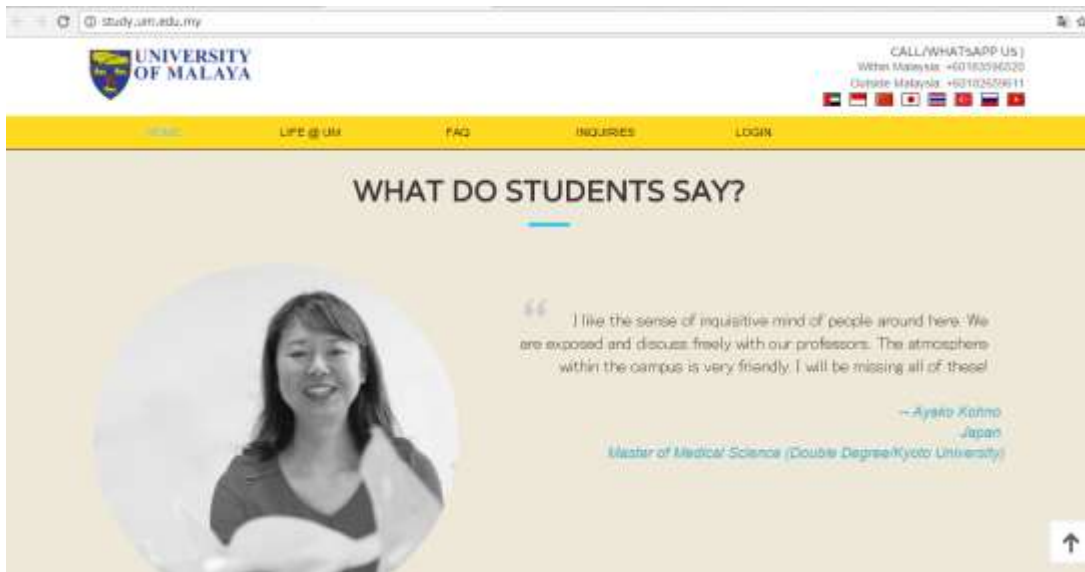 study.um.edu.my
UNIVERSITY
OF MALAYA
CALL/WHATSAPP US )
Within Malaysia: +60183596020
Outside Malaysia: +60182659611
HOME
LIFE @ UM
FAQ
INQUIRIES
LOGIN
WHAT DO STUDENTS SAY?
“ I like the sense of inquisitive mind of people around here. We
are exposed and discuss freely with our professors. The atmosphere
within the campus is very friendly. I will be missing all of these!
-- Ayako Kohno
Japan
Master of Medical Science (Double Degree/Kyoto University)